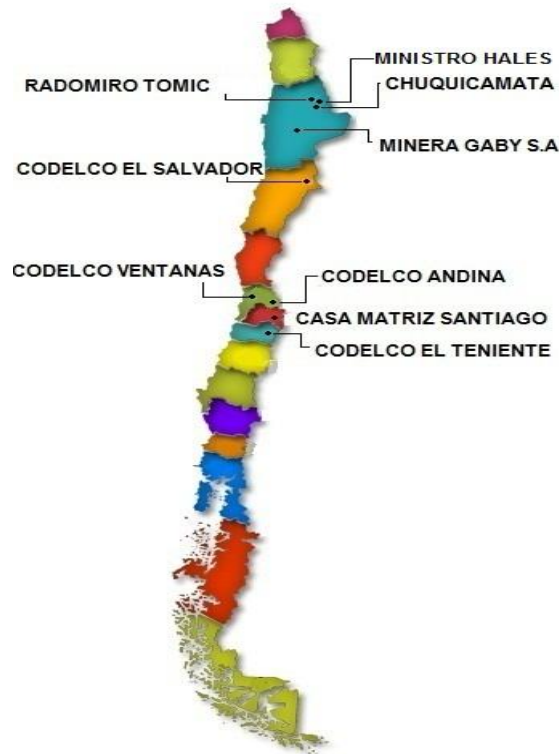 MINISTRO HALES
RADOMIRO TOMIC
CHUQUICAMATA
MINERA GABY S.A
CODELCO EL SALVADOR
CODELCO VENTANAS
CODELCO ANDINA
CASA MATRIZ SANTIAGO
CODELCO EL TENIENTE